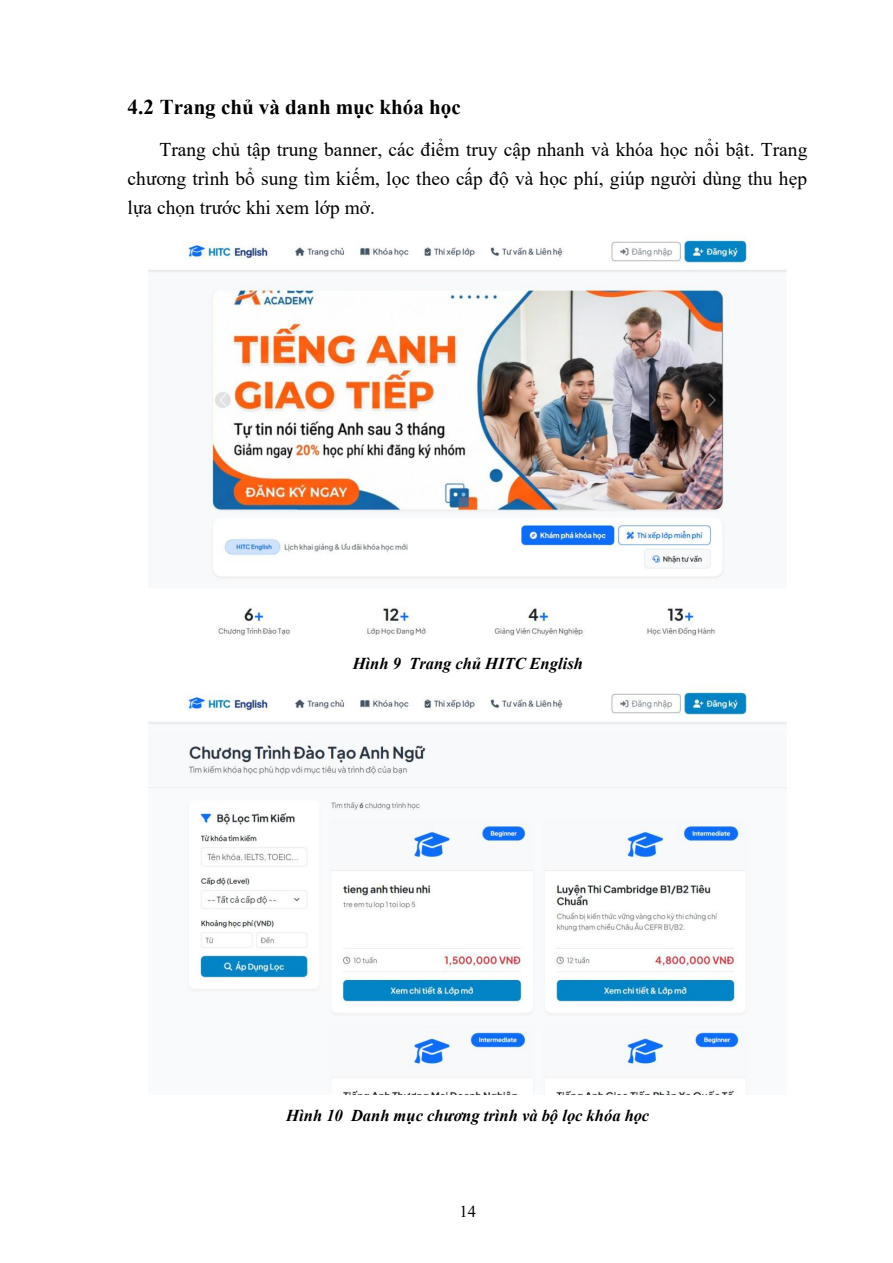 4.2 Trang chủ và danh mục khóa học
Trang chủ tập trung banner, các điểm truy cập nhanh và khóa học nổi bật. Trang
chương trình bổ sung tìm kiếm, lọc theo cấp độ và học phí, giúp người dùng thu hẹp
lựa chọn trước khi xem lớp mở.
HITC English Trang chủ Khóa học Thi xếp lớp Tư vấn & Liên hệ Đăng nhập Đăng ký
ACADEMY
TIẾNG ANH
GIAO TIẾP
Tự tin nói tiếng Anh sau 3 tháng
Giảm ngay 20% học phí khi đăng ký nhóm
ĐĂNG KÝ NGAY
HITC English Lịch khai giảng & Ưu đãi khóa học mới Khám phá khóa học Thi xếp lớp miễn phí
Nhận tư vấn
6+ 12+ 4+ 13+
Chương Trình Đào Tạo Lớp Học Đang Mở Giảng Viên Chuyên Nghiệp Học Viên Đồng Hành
Hình 9 Trang chủ HITC English
HITC English Trang chủ Khóa học Thi xếp lớp Tư vấn & Liên hệ Đăng nhập Đăng ký
Chương Trình Đào Tạo Anh Ngữ
Tìm kiếm khóa học phù hợp với mục tiêu và trình độ của bạn
Bộ Lọc Tìm Kiếm
Từ khóa tìm kiếm
Tên khóa, IELTS, TOEIC...
Cấp độ (Level)
-- Tất cả cấp độ --
Khoảng học phí (VNĐ)
Từ Đến
Áp Dụng Lọc
Tìm thấy 6 chương trình học
Beginner
tieng anh thieu nhi
tre em tu lop 1 toi lop 5
10 tuần 1,500,000 VNĐ
Xem chi tiết & Lớp mở
Intermediate
Luyện Thi Cambridge B1/B2 Tiêu
Chuẩn
Chuẩn bị kiến thức vững vàng cho kỳ thi chứng chỉ
khung tham chiếu Châu Âu CEFR B1/B2.
12 tuần 4,800,000 VNĐ
Xem chi tiết & Lớp mở
Intermediate
Beginner
Hình 10 Danh mục chương trình và bộ lọc khóa học
14